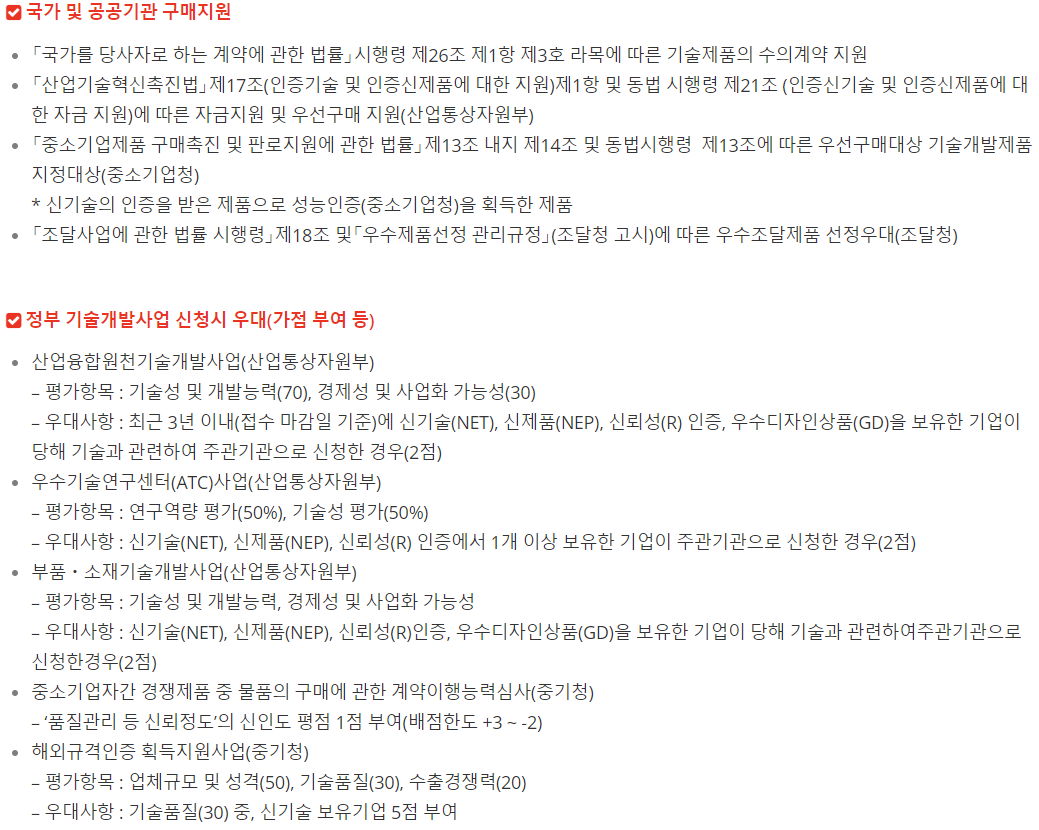 국가 및 공공기관 구매지원
• 「국가를 당사자로 하는 계약에 관한 법률」시행령 제26조 제1항 제3호 라목에 따른 기술제품의 수의계약 지원
• 「산업기술혁신촉진법」제17조(인증기술 및 인증신제품에 대한 지원)제1항 및 동법 시행령 제21조 (인증신기술 및 인증신제품에 대
한 자금 지원)에 따른 자금지원 및 우선구매 지원(산업통상자원부)
• 「중소기업제품 구매촉진 및 판로지원에 관한 법률」제13조 내지 제14조 및 동법시행령 제13조에 따른 우선구매대상 기술개발제품
지정대상(중소기업청)
* 신기술의 인증을 받은 제품으로 성능인증(중소기업청)을 획득한 제품
• 「조달사업에 관한 법률 시행령」제18조 및「우수제품선정 관리규정」(조달청 고시)에 따른 우수조달제품 선정우대(조달청)
정부 기술개발사업 신청시 우대(가점 부여 등)
• 산업융합원천기술개발사업(산업통상자원부)
– 평가항목 : 기술성 및 개발능력(70), 경제성 및 사업화 가능성(30)
– 우대사항 : 최근 3년 이내(접수 마감일 기준)에 신기술(NET), 신제품(NEP), 신뢰성(R) 인증, 우수디자인상품(GD)을 보유한 기업이
당해 기술과 관련하여 주관기관으로 신청한 경우(2점)
• 우수기술연구센터(ATC)사업(산업통상자원부)
– 평가항목 : 연구역량 평가(50%), 기술성 평가(50%)
– 우대사항 : 신기술(NET), 신제품(NEP), 신뢰성(R) 인증에서 1개 이상 보유한 기업이 주관기관으로 신청한 경우(2점)
• 부품・소재기술개발사업(산업통상자원부)
– 평가항목 : 기술성 및 개발능력, 경제성 및 사업화 가능성
– 우대사항 : 신기술(NET), 신제품(NEP), 신뢰성(R)인증, 우수디자인상품(GD)을 보유한 기업이 당해 기술과 관련하여주관기관으로
신청한경우(2점)
• 중소기업자간 경쟁제품 중 물품의 구매에 관한 계약이행능력심사(중기청)
– ‘품질관리 등 신뢰정도’의 신인도 평점 1점 부여(배점한도 +3 ~ -2)
• 해외규격인증 획득지원사업(중기청)
– 평가항목 : 업체규모 및 성격(50), 기술품질(30), 수출경쟁력(20)
– 우대사항 : 기술품질(30) 중, 신기술 보유기업 5점 부여